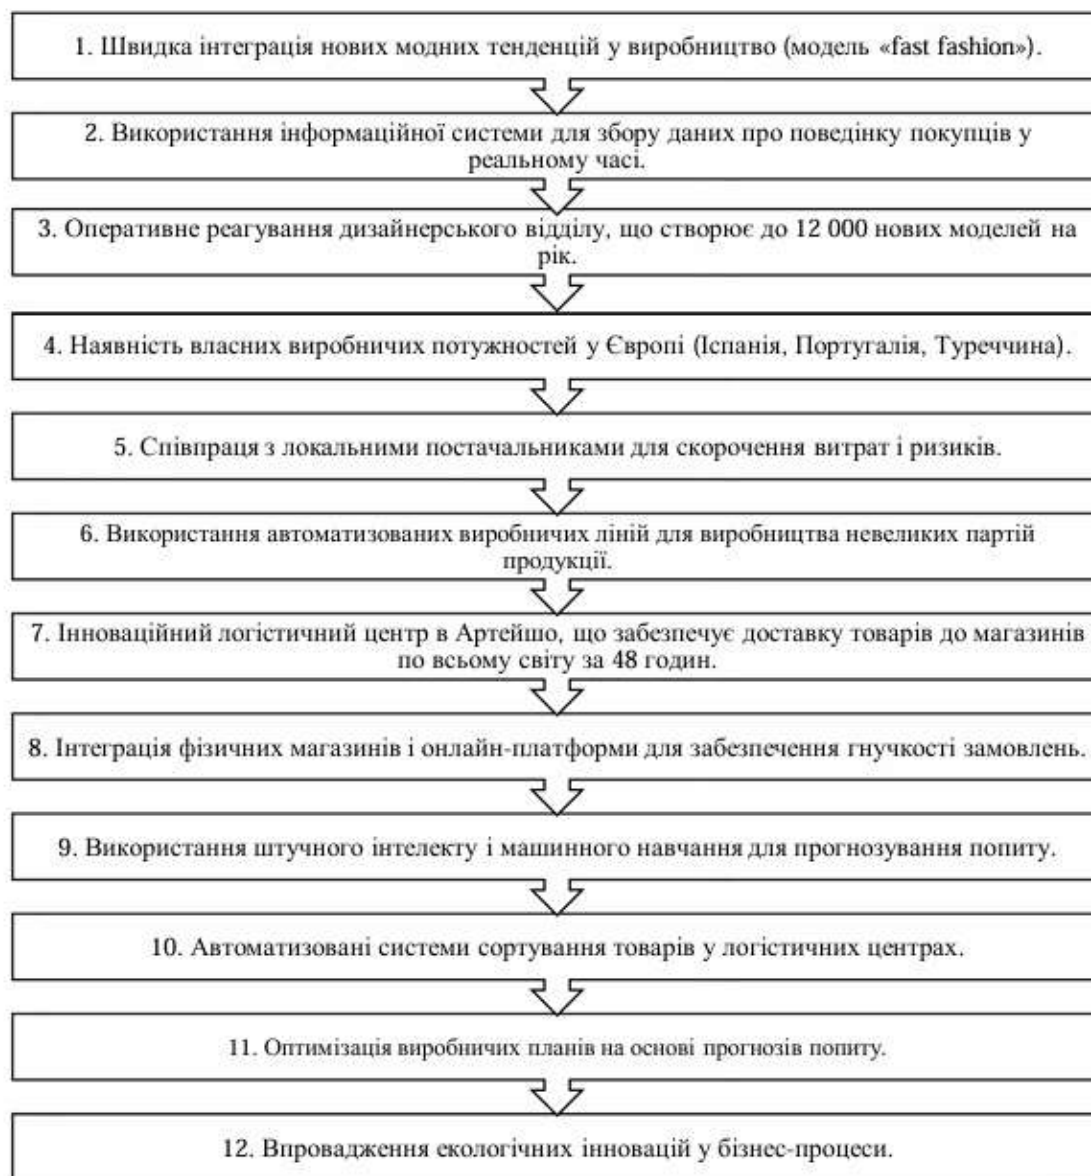 1. Швидка інтеграція нових модних тенденцій у виробництво (модель «fast fashion»).
2. Використання інформаційної системи для збору даних про поведінку покупців у
реальному часі.
3. Оперативне реагування дизайнерського відділу, що створює до 12 000 нових моделей на
рік.
4. Наявність власних виробничих потужностей у Європі (Іспанія, Португалія, Туреччина).
5. Співпраця з локальними постачальниками для скорочення витрат і ризиків.
6. Використання автоматизованих виробничих ліній для виробництва невеликих партій
продукції.
7. Інноваційний логістичний центр в Артейшо, що забезпечує доставку товарів до магазинів
по всьому світу за 48 годин.
8. Інтеграція фізичних магазинів і онлайн-платформи для забезпечення гнучкості замовлень.
9. Використання штучного інтелекту і машинного навчання для прогнозування попиту.
10. Автоматизовані системи сортування товарів у логістичних центрах.
11. Оптимізація виробничих планів на основі прогнозів попиту.
12. Впровадження екологічних інновацій у бізнес-процеси.